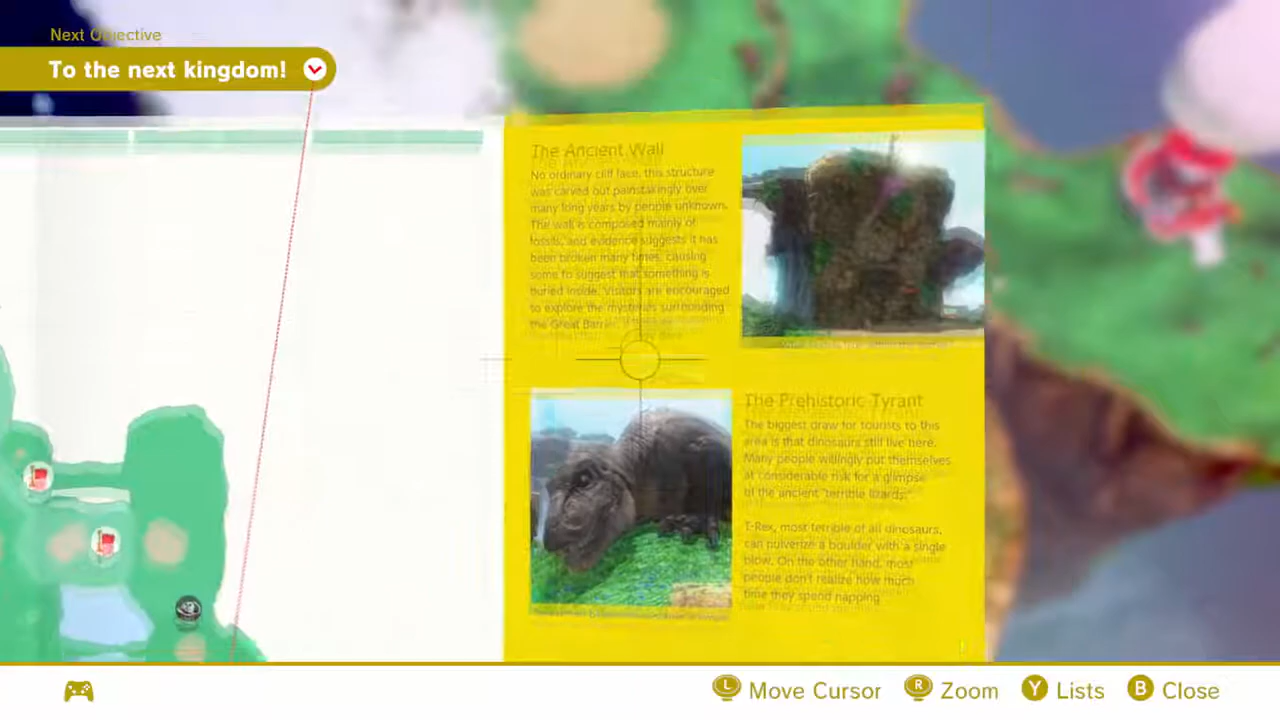 Next Objective
To the next kingdom!
The Ancient Wall
No ordinary cliff face, this structure
was carved out painstakingly over
many long years by people unknown.
The wall is composed mainly of
fossils, and evidence suggests it has
been broken many times, causing
some to suggest that something is
buried inside. Visitors are encouraged
to explore the mysteries surrounding
the Great Barrier, if
The Prehistoric Tyrant
The biggest draw for tourists to this
area is that dinosaurs still live here.
Many people willingly put themselves
at considerable risk for a glimpse
of the ancient "terrible lizards."
T-Rex, most terrible of all dinosaurs,
can pulverize a boulder with a single
blow. On the other hand, most
people don't realize how much
time they spend napping
L Move Cursor R Zoom Y Lists B Close